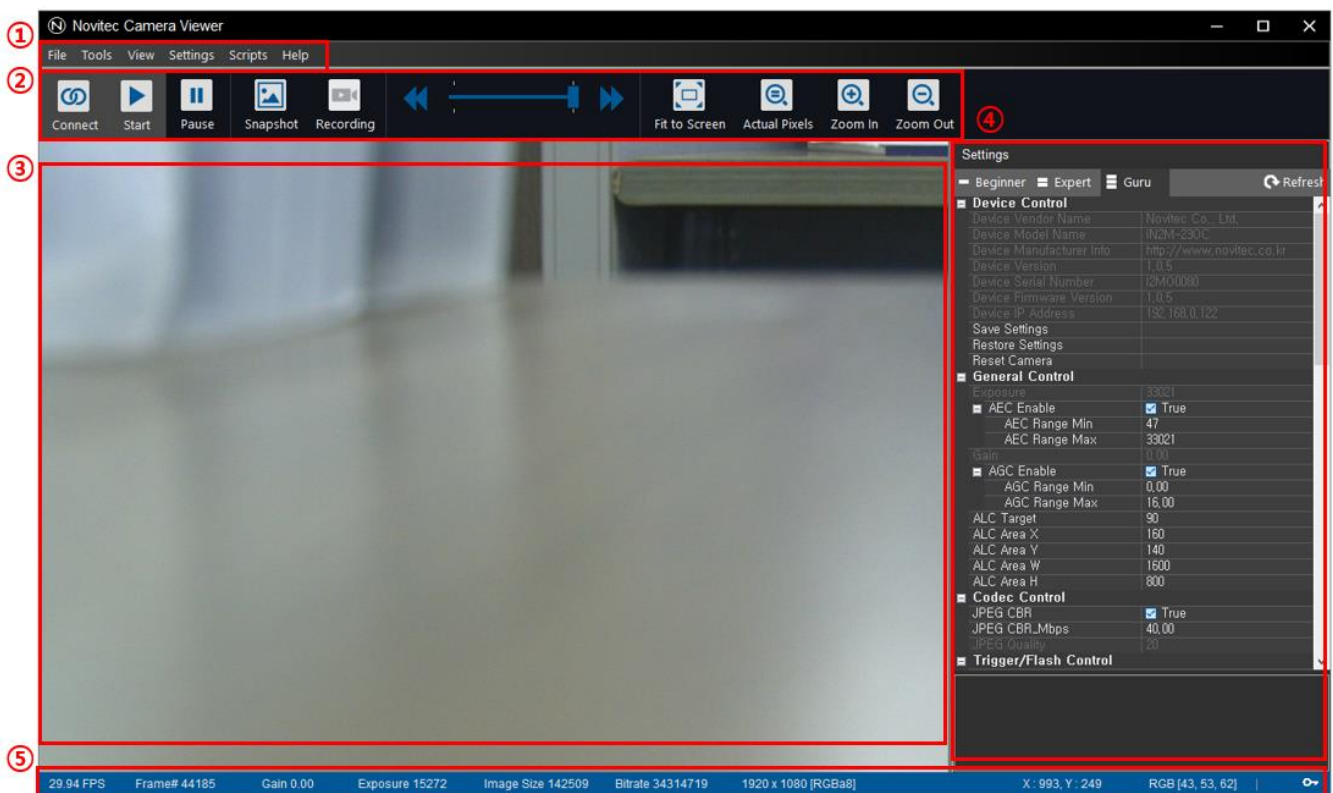 Novitec Camera Viewer
①
File Tools View Settings Scripts Help
②
Connect Start Pause Snapshot Recording Fit to Screen Actual Pixels Zoom In Zoom Out
④
③
Settings
Beginner Expert Guru Refresh
Device Control
Device Vendor Name Novitec Co., Ltd.
Device Model Name iN2M-230C
Device Manufacturer Info http://www.novitec.co.kr
Device Version 1.0.5
Device Serial Number I2MO0080
Device Firmware Version 1.0.5
Device IP Address 192.168.0.122
Save Settings
Restore Settings
Reset Camera
General Control
Exposure 33021
AEC Enable True
AEC Range Min 47
AEC Range Max 33021
Gain 0.00
AGC Enable True
AGC Range Min 0.00
AGC Range Max 16.00
ALC Target 90
ALC Area X 160
ALC Area Y 140
ALC Area W 1600
ALC Area H 800
Codec Control
JPEG CBR True
JPEG CBR_Mbps 40.00
JPEG Quality 20
Trigger/Flash Control
⑤
29.94 FPS Frame# 44185 Gain 0.00 Exposure 15272 Image Size 142509 Bitrate 34314719 1920 x 1080 [RGBa8] X : 993, Y : 249 RGB [43, 53, 62] |